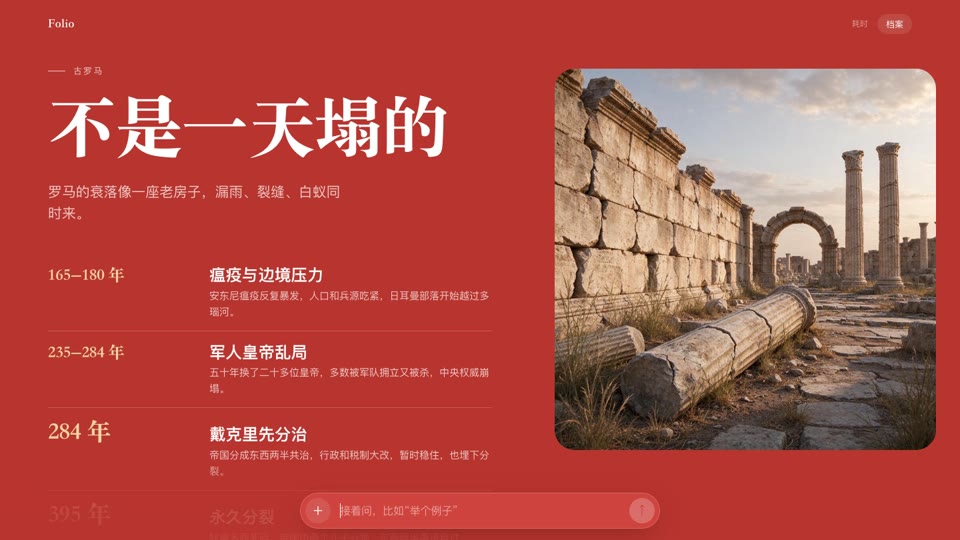 Folio
耗时 档案
古罗马
不是一天塌的
罗马的衰落像一座老房子，漏雨、裂缝、白蚁同
时来。
165–180 年
瘟疫与边境压力
安东尼瘟疫反复暴发，人口和兵源吃紧，日耳曼部落开始越过多
瑙河。
235–284 年
军人皇帝乱局
五十年换了二十多位皇帝，多数被军队拥立又被杀，中央权威崩
塌。
284 年
戴克里先分治
帝国分成东西两半共治，行政和税制大改，暂时稳住，也埋下分
裂。
395 年
永久分裂
接着问，比如“举个例子”